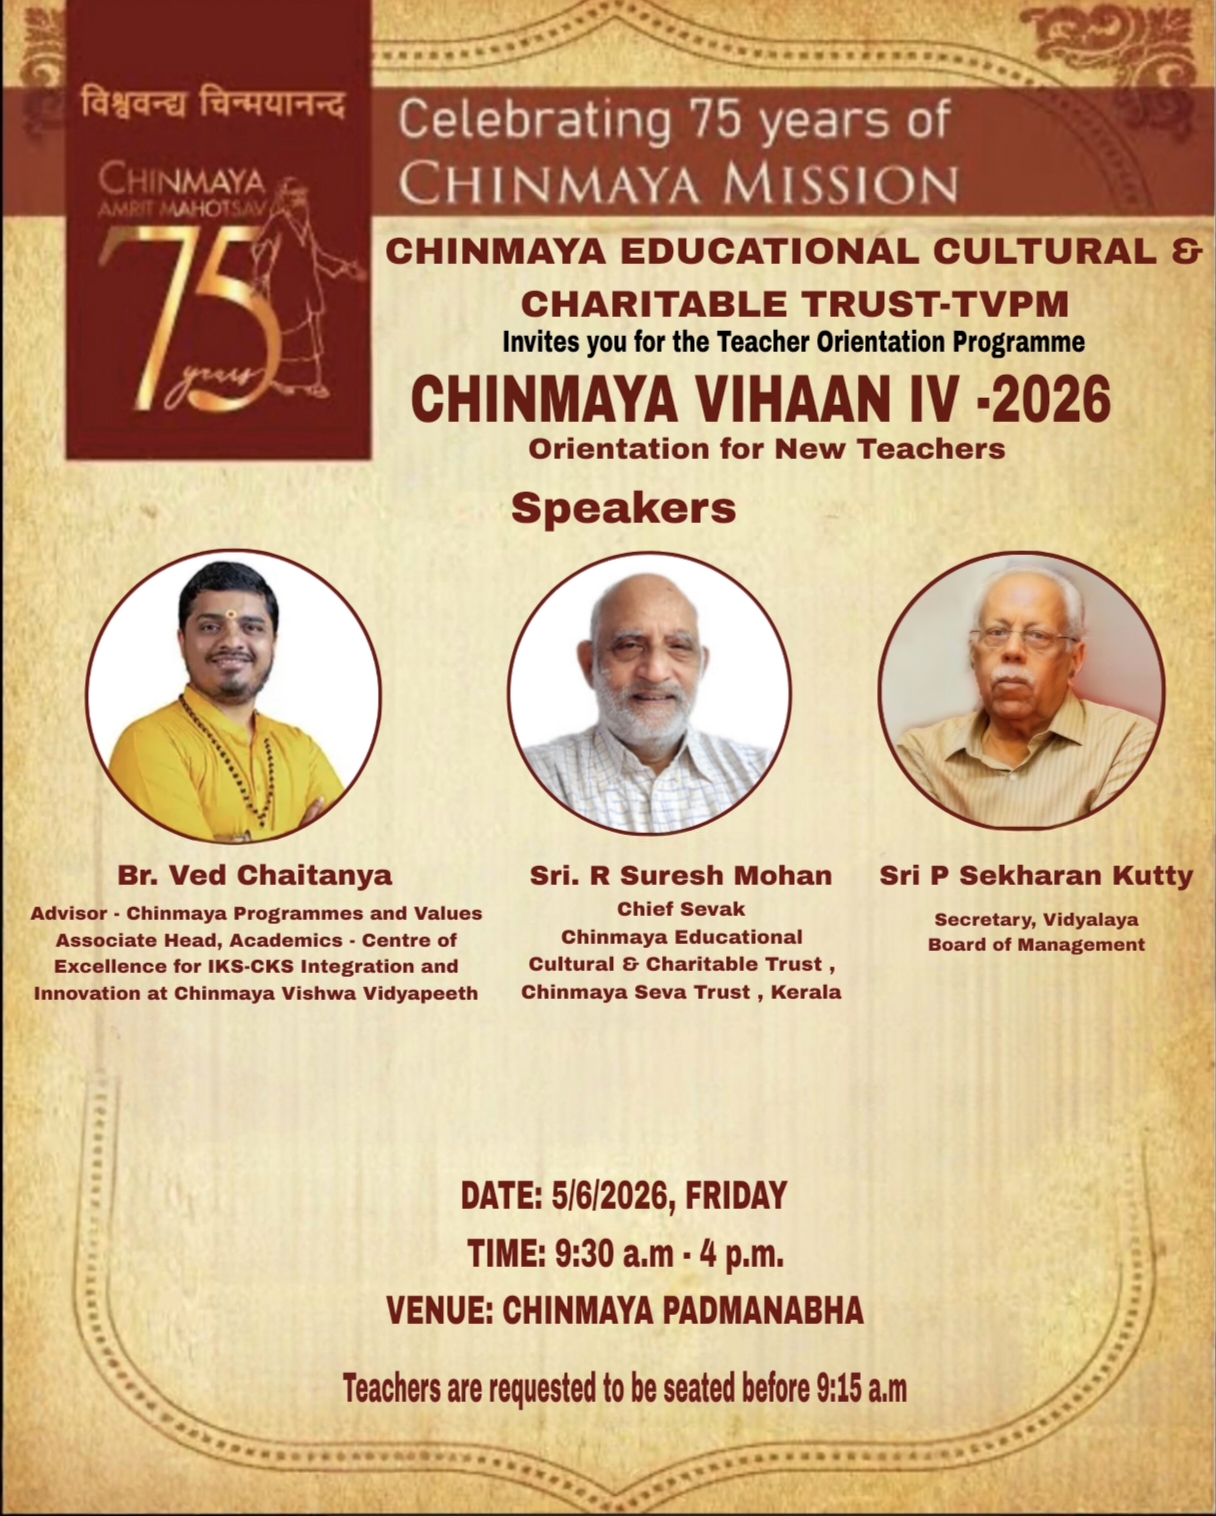 विश्ववन्द्य चिन्मयानन्द
CHINMAYA
AMRIT MAHOTSAV
75
years
Celebrating 75 years of
CHINMAYA MISSION
CHINMAYA EDUCATIONAL CULTURAL &
CHARITABLE TRUST-TVPM
Invites you for the Teacher Orientation Programme
CHINMAYA VIHAAN IV -2026
Orientation for New Teachers
Speakers
Br. Ved Chaitanya
Advisor - Chinmaya Programmes and Values
Associate Head, Academics - Centre of
Excellence for IKS-CKS Integration and
Innovation at Chinmaya Vishwa Vidyapeeth
Sri. R Suresh Mohan
Chief Sevak
Chinmaya Educational
Cultural & Charitable Trust ,
Chinmaya Seva Trust , Kerala
Sri P Sekharan Kutty
Secretary, Vidyalaya
Board of Management
DATE: 5/6/2026, FRIDAY
TIME: 9:30 a.m - 4 p.m.
VENUE: CHINMAYA PADMANABHA
Teachers are requested to be seated before 9:15 a.m